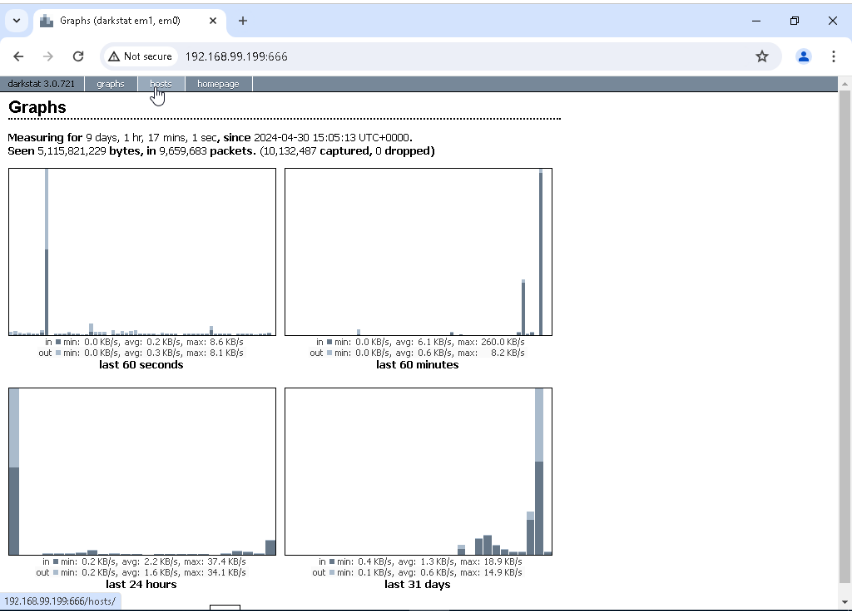 Graphs (darkstat em1, em0)
Not secure
192.168.99.199:666
darkstat 3.0.721
graphs
hosts
homepage
Graphs
Measuring for 9 days, 1 hr, 17 mins, 1 sec, since 2024-04-30 15:05:13 UTC+0000.
Seen 5,115,821,229 bytes, in 9,659,683 packets. (10,132,487 captured, 0 dropped)
in min: 0.0 KB/s, avg: 0.2 KB/s, max: 8.6 KB/s
out min: 0.0 KB/s, avg: 0.3 KB/s, max: 8.1 KB/s
last 60 seconds
in min: 0.0 KB/s, avg: 6.1 KB/s, max: 260.0 KB/s
out min: 0.0 KB/s, avg: 0.6 KB/s, max: 8.2 KB/s
last 60 minutes
in min: 0.2 KB/s, avg: 2.2 KB/s, max: 37.4 KB/s
out min: 0.2 KB/s, avg: 1.6 KB/s, max: 34.1 KB/s
last 24 hours
in min: 0.4 KB/s, avg: 1.3 KB/s, max: 18.9 KB/s
out min: 0.1 KB/s, avg: 0.6 KB/s, max: 14.9 KB/s
last 31 days
192.168.99.199:666/hosts/